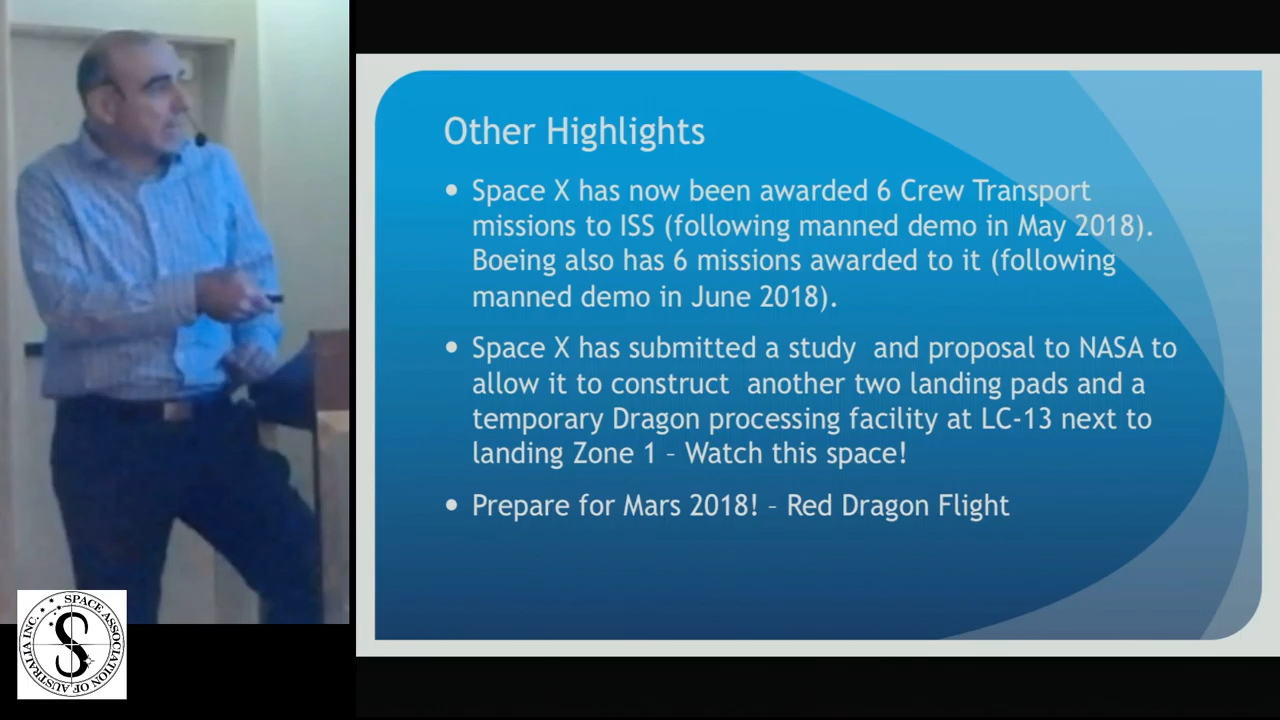 Other Highlights
• Space X has now been awarded 6 Crew Transport
missions to ISS (following manned demo in May 2018).
Boeing also has 6 missions awarded to it (following
manned demo in June 2018).
• Space X has submitted a study  and proposal to NASA to
allow it to construct  another two landing pads and a
temporary Dragon processing facility at LC-13 next to
landing Zone 1 – Watch this space!
• Prepare for Mars 2018! – Red Dragon Flight
SPACE ASSOCIATION OF AUSTRALIA INC.
S